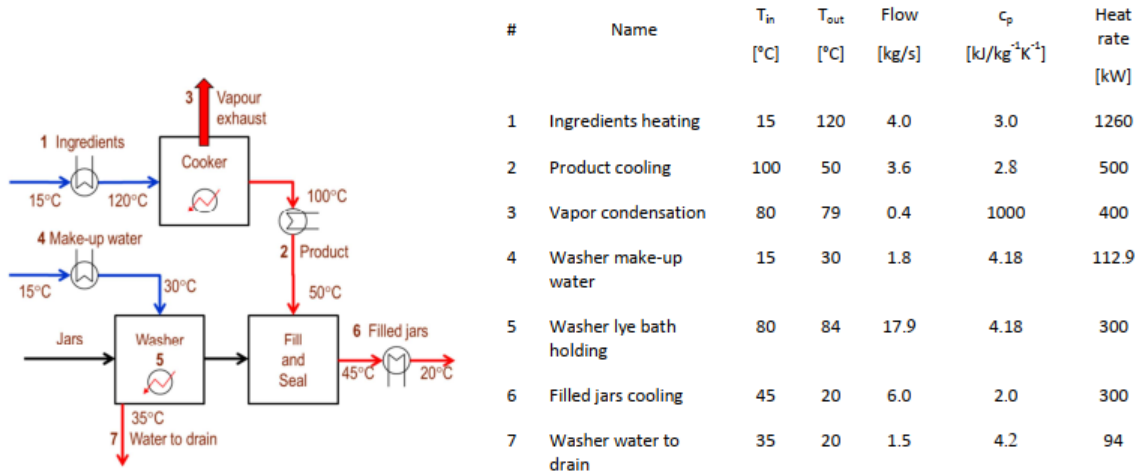 3 Vapour
exhaust
1 Ingredients
Cooker
15°C
120°C
100°C
4 Make-up water
2 Product
15°C
30°C
50°C
Jars
Washer
5
Fill
and
Seal
6 Filled jars
45°C
20°C
35°C
7 Water to drain
# Name Tin Tout Flow cp Heat
rate
[°C] [°C] [kg/s] [kJ/kg-1K-1]
[kW]
1 Ingredients heating 15 120 4.0 3.0 1260
2 Product cooling 100 50 3.6 2.8 500
3 Vapor condensation 80 79 0.4 1000 400
4 Washer make-up 15 30 1.8 4.18 112.9
water
5 Washer lye bath 80 84 17.9 4.18 300
holding
6 Filled jars cooling 45 20 6.0 2.0 300
7 Washer water to 35 20 1.5 4.2 94
drain